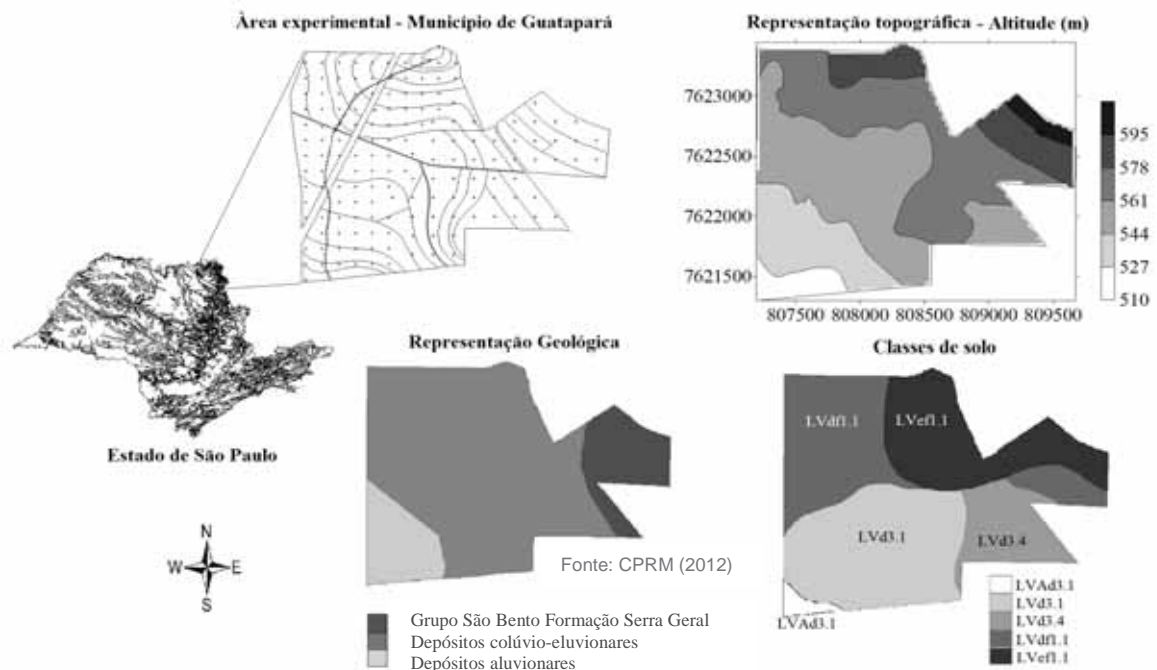 Àrea experimental - Município de Guatapará
Representação topográfica - Altitude (m)
7623000
7622500
7622000
7621500
807500 808000 808500 809000 809500
595
578
561
544
527
510
Estado de São Paulo
N
W E
S
Representação Geológica
Fonte: CPRM (2012)
Grupo São Bento Formação Serra Geral
Depósitos colúvio-eluvionares
Depósitos aluvionares
Classes de solo
LVdf1.1
LVef1.1
LVd3.1
LVd3.4
LVAd3.1
LVAd3.1
LVd3.1
LVd3.4
LVdf1.1
LVef1.1